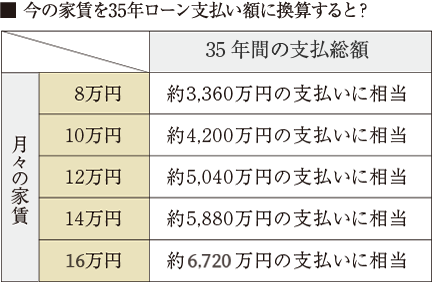 ■ 今の家賃を35年ローン支払い額に換算すると？
35年間の支払総額
月々の家賃
8万円 約3,360万円の支払いに相当
10万円 約4,200万円の支払いに相当
12万円 約5,040万円の支払いに相当
14万円 約5,880万円の支払いに相当
16万円 約6,720万円の支払いに相当